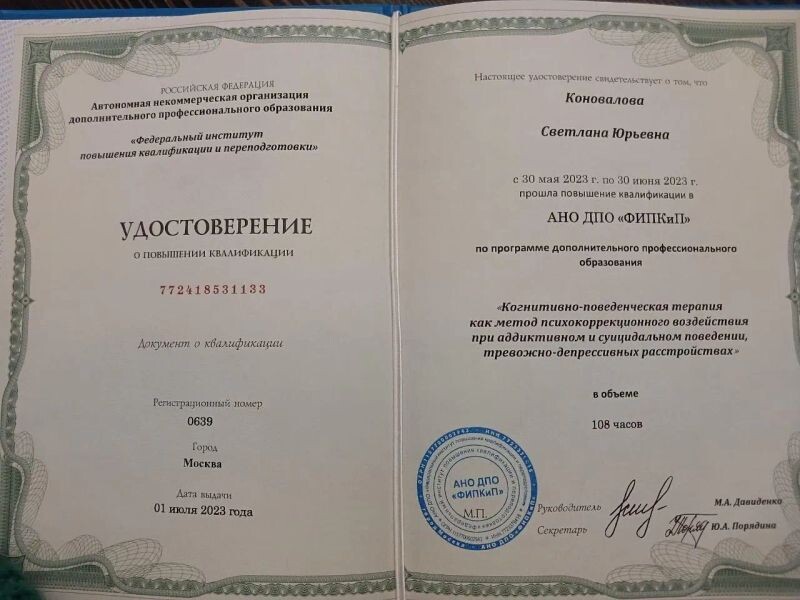 РОССИЙСКАЯ ФЕДЕРАЦИЯ
Автономная некоммерческая организация
дополнительного профессионального образования
«Федеральный институт
повышения квалификации и переподготовки»
УДОСТОВЕРЕНИЕ
О ПОВЫШЕНИИ КВАЛИФИКАЦИИ
772418531133
Документ о квалификации
Регистрационный номер
0639
Город
Москва
Дата выдачи
01 июля 2023 года
Настоящее удостоверение свидетельствует о том, что
Коновалова
Светлана Юрьевна
с 30 мая 2023 г. по 30 июня 2023 г.
прошла повышение квалификации в
АНО ДПО «ФИПКиП»
по программе дополнительного профессионального
образования
«Когнитивно-поведенческая терапия
как метод психокоррекционного воздействия
при аддиктивном и суицидальном поведении,
тревожно-депрессивных расстройствах»
в объеме
108 часов
АНО ДПО
«ФИПКиП»
М.П.
Руководитель
М.А. Давиденко
Секретарь
Ю.А. Порядина